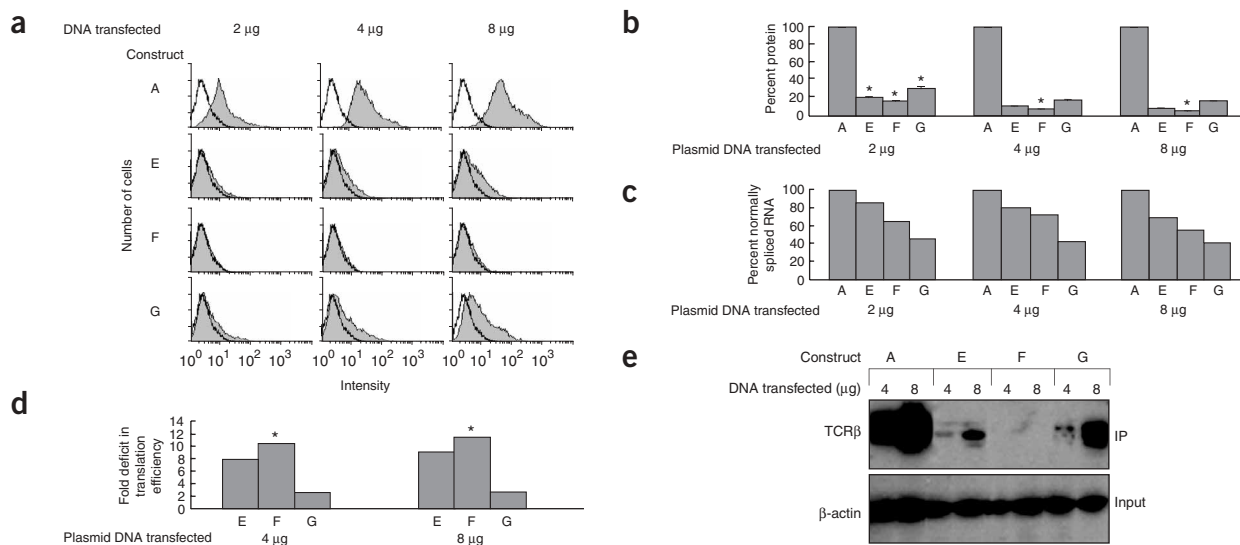 a
DNA transfected 2 µg 4 µg 8 µg
Construct
A
E
F
G
Number of cells
10⁰ 10¹ 10² 10³ 10⁰ 10¹ 10² 10³ 10⁰ 10¹ 10² 10³
Intensity
b
Percent protein
100
80
60
40
20
* * * * *
A E F G A E F G A E F G
Plasmid DNA transfected 2 µg 4 µg 8 µg
c
Percent normally
spliced RNA
100
80
60
40
20
A E F G A E F G A E F G
Plasmid DNA transfected 2 µg 4 µg 8 µg
d
Fold deficit in
translation
efficiency
14
12
10
8
6
4
2
0
* *
E F G E F G
Plasmid DNA transfected 4 µg 8 µg
e
Construct A E F G
DNA transfected (µg) 4 8 4 8 4 8 4 8
TCRβ IP
β-actin Input